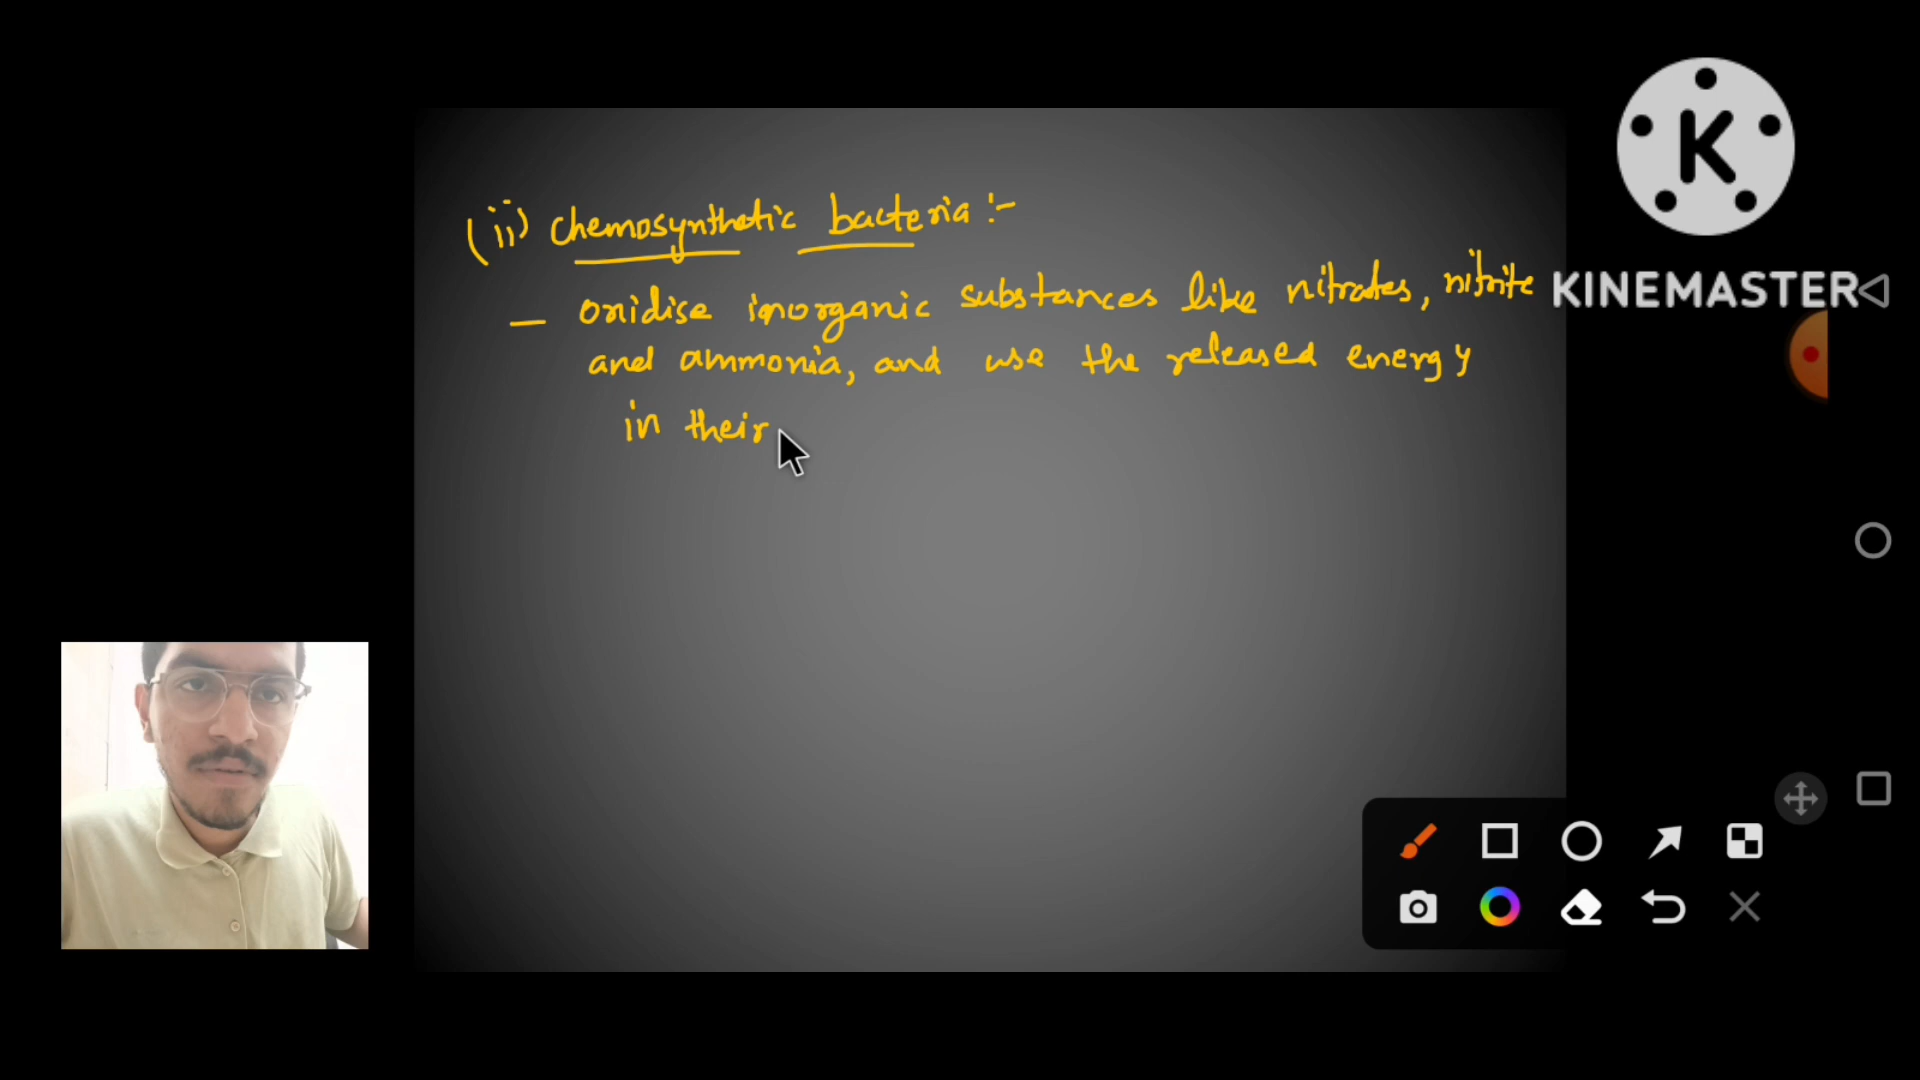 (ii) Chemosynthetic bacteria :-
– oxidise inorganic substances like nitrates, nitrite
and ammonia, and use the released energy
in their
K
KINEMASTER